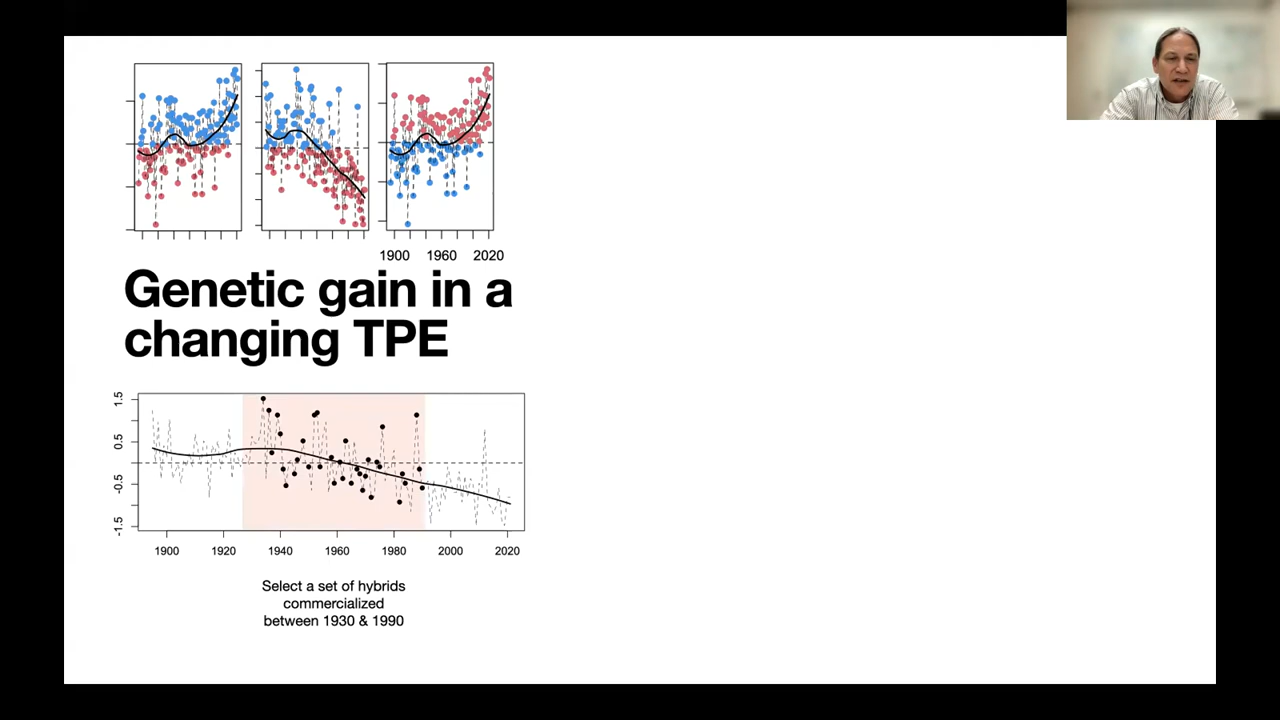 1900 1960 2020
Genetic gain in a
changing TPE
1.5
0.5
-0.5
-1.5
1900 1920 1940 1960 1980 2000 2020
Select a set of hybrids
commercialized
between 1930 & 1990